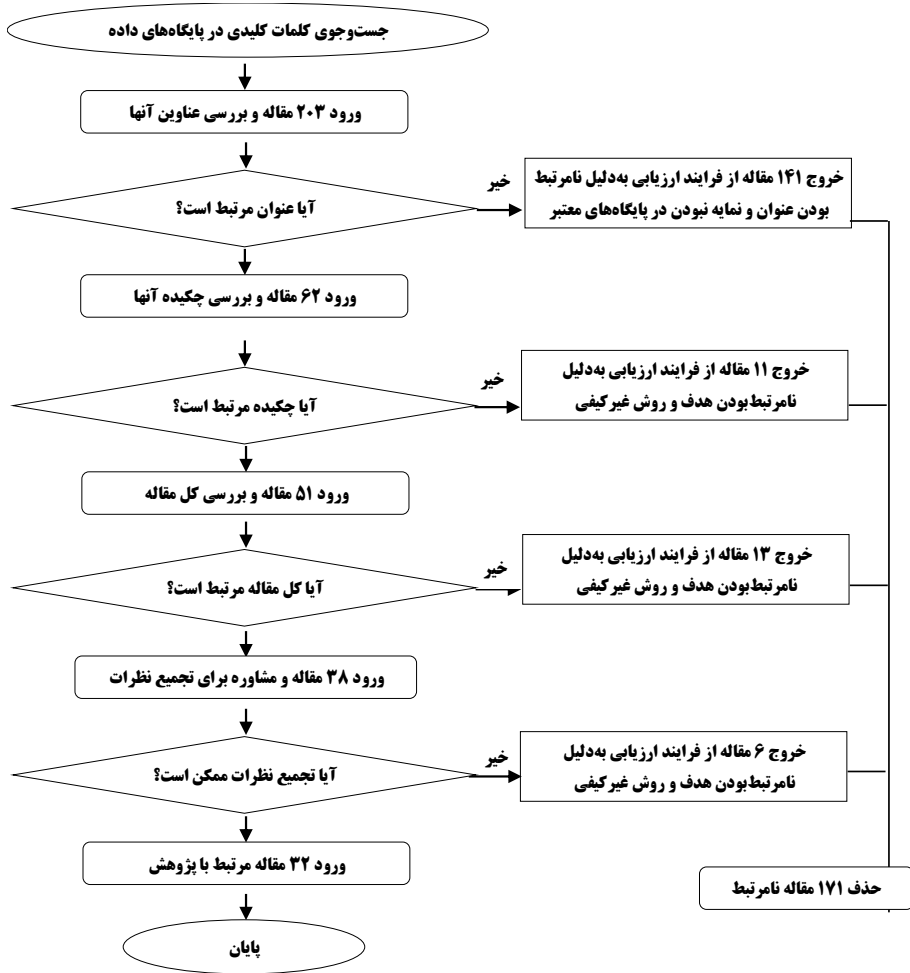 جست‌وجوی کلمات کلیدی در پایگاه‌های داده
ورود ۲۰۳ مقاله و بررسی عناوین آنها
آیا عنوان مرتبط است؟
خیر
خروج ۱۴۱ مقاله از فرایند ارزیابی به‌دلیل نامرتبط
بودن عنوان و نمایه نبودن در پایگاه‌های معتبر
ورود ۶۲ مقاله و بررسی چکیده آنها
آیا چکیده مرتبط است؟
خیر
خروج ۱۱ مقاله از فرایند ارزیابی به‌دلیل
نامرتبط‌بودن هدف و روش غیرکیفی
ورود ۵۱ مقاله و بررسی کل مقاله
آیا کل مقاله مرتبط است؟
خیر
خروج ۱۳ مقاله از فرایند ارزیابی به‌دلیل
نامرتبط‌بودن هدف و روش غیرکیفی
ورود ۳۸ مقاله و مشاوره برای تجمیع نظرات
آیا تجمیع نظرات ممکن است؟
خیر
خروج ۶ مقاله از فرایند ارزیابی به‌دلیل
نامرتبط‌بودن هدف و روش غیرکیفی
ورود ۳۲ مقاله مرتبط با پژوهش
حذف ۱۷۱ مقاله نامرتبط
پایان